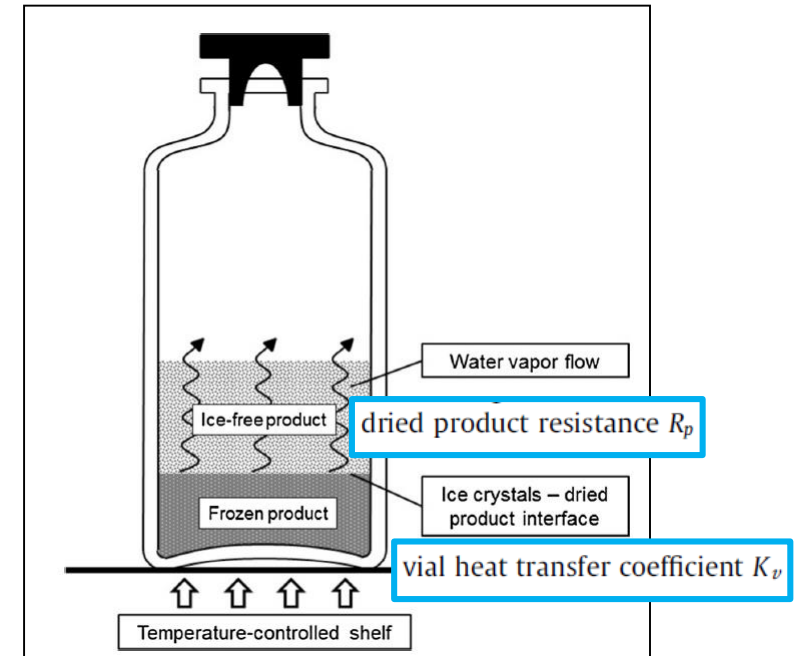 Water vapor flow
Ice-free product
dried product resistance Rₚ
Ice crystals – dried
product interface
Frozen product
vial heat transfer coefficient Kᵥ
Temperature-controlled shelf